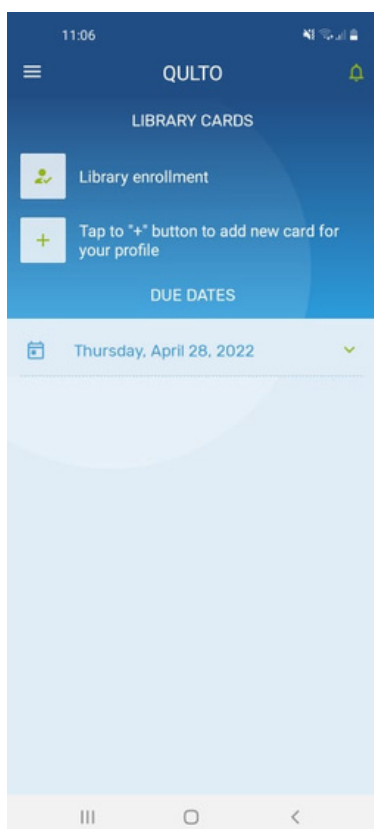 11:06
QULTO
LIBRARY CARDS
Library enrollment
Tap to "+" button to add new card for
your profile
DUE DATES
Thursday, April 28, 2022